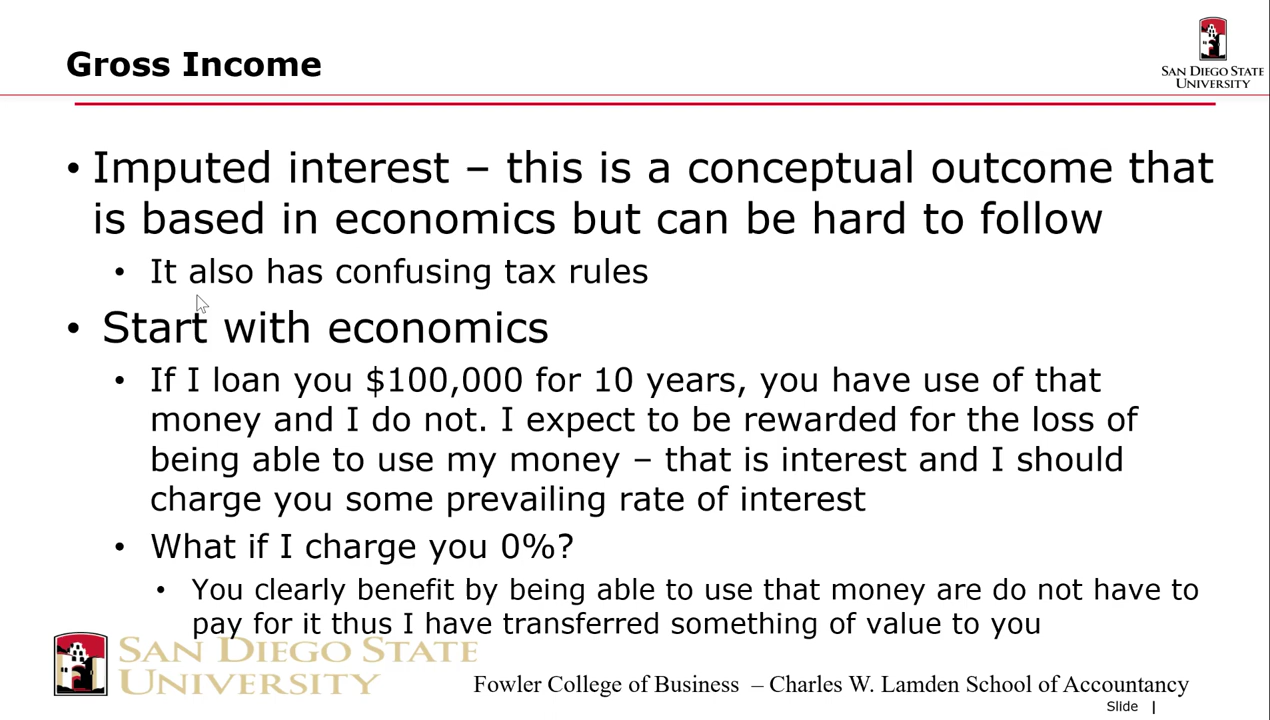 Gross Income
SAN DIEGO STATE
UNIVERSITY
• Imputed interest – this is a conceptual outcome that
is based in economics but can be hard to follow
• It also has confusing tax rules
• Start with economics
• If I loan you $100,000 for 10 years, you have use of that
money and I do not. I expect to be rewarded for the loss of
being able to use my money – that is interest and I should
charge you some prevailing rate of interest
• What if I charge you 0%?
• You clearly benefit by being able to use that money are do not have to
pay for it thus I have transferred something of value to you
SAN DIEGO STATE
UNIVERSITY
Fowler College of Business – Charles W. Lamden School of Accountancy
Slide